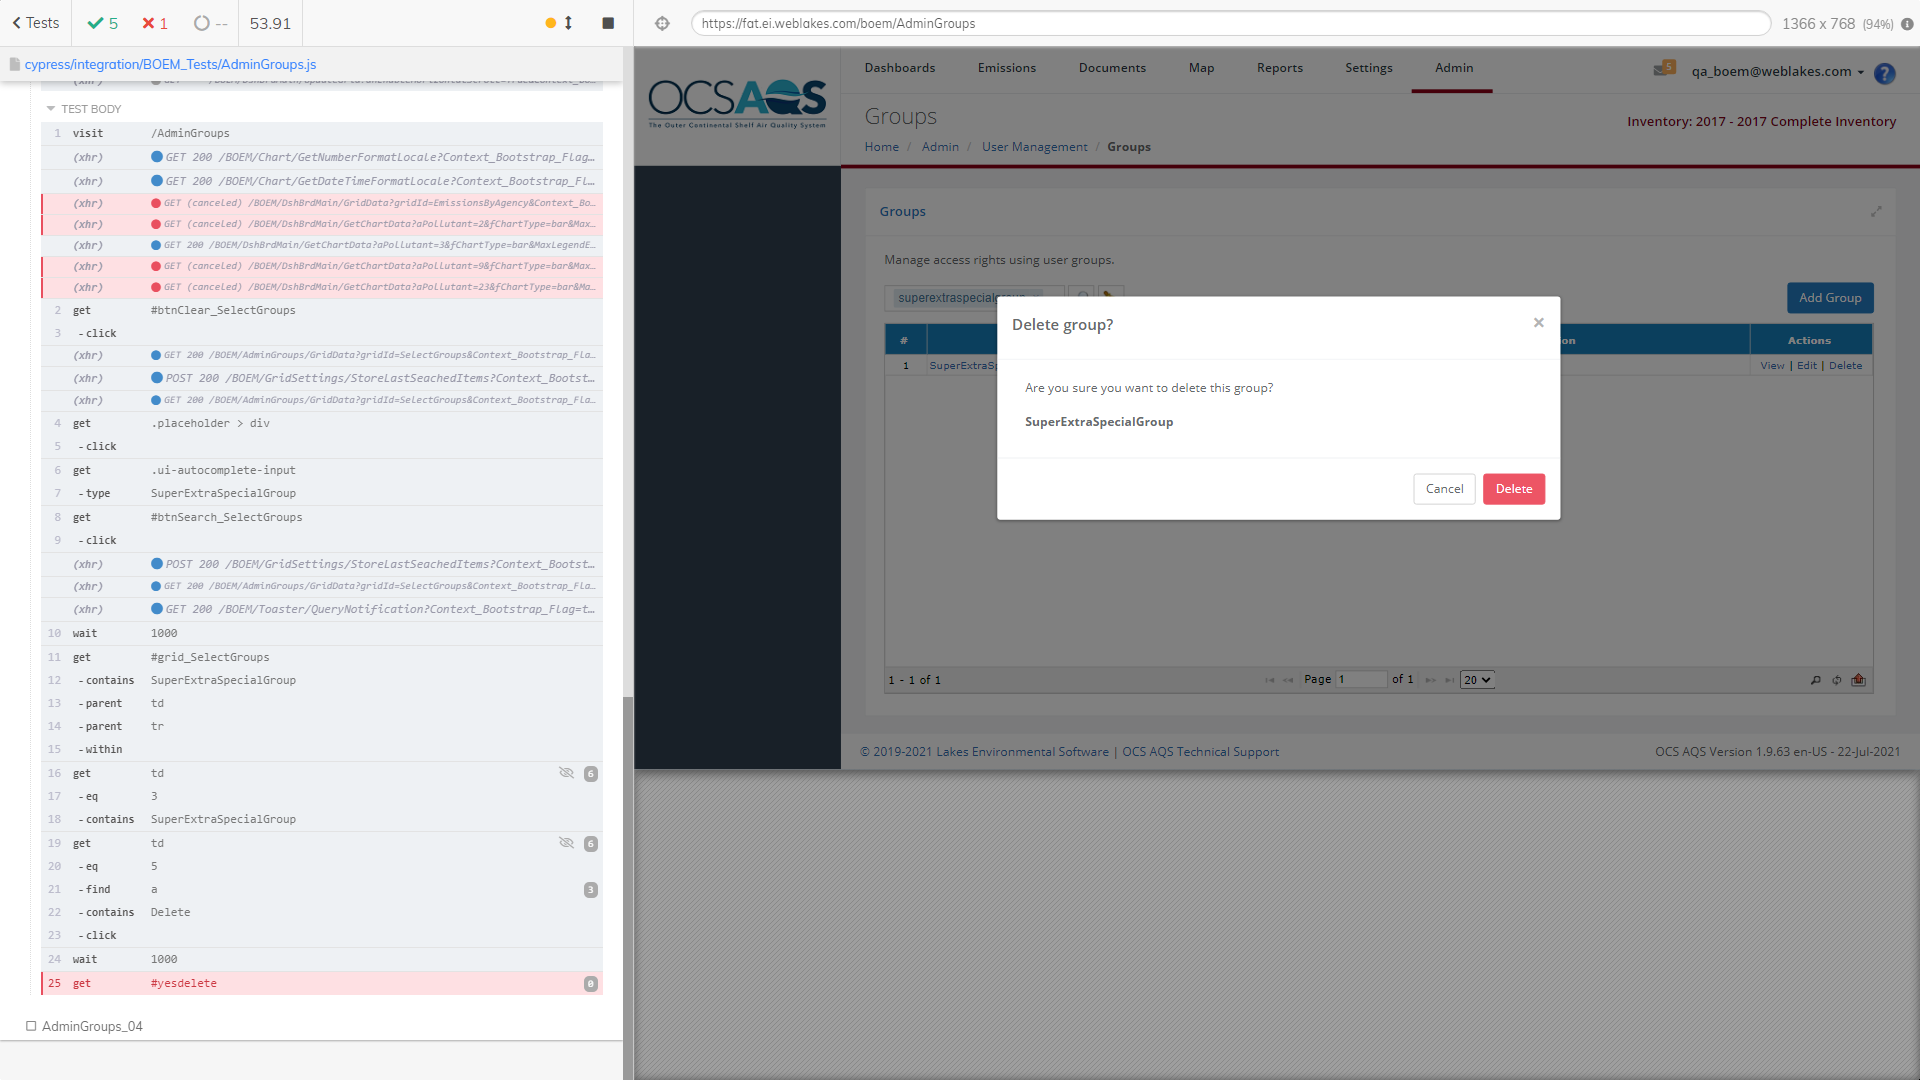 Tests
5
1
--
53.91
https://fat.ei.weblakes.com/boem/AdminGroups
1366 x 768 (94%)
cypress/integration/BOEM_Tests/AdminGroups.js
TEST BODY
1 visit /AdminGroups
(xhr) GET 200 /BOEM/Chart/GetNumberFormatLocale?Context_Bootstrap_Flag…
(xhr) GET 200 /BOEM/Chart/GetDateTimeFormatLocale?Context_Bootstrap_Fl…
(xhr) GET (canceled) /BOEM/DshBrdMain/GridData?gridId=EmissionsByAgency&Context_Bo…
(xhr) GET (canceled) /BOEM/DshBrdMain/GetChartData?aPollutant=2&fChartType=bar&Max…
(xhr) GET 200 /BOEM/DshBrdMain/GetChartData?aPollutant=3&fChartType=bar&MaxLegendE…
(xhr) GET (canceled) /BOEM/DshBrdMain/GetChartData?aPollutant=9&fChartType=bar&Max…
(xhr) GET (canceled) /BOEM/DshBrdMain/GetChartData?aPollutant=23&fChartType=bar&Ma…
2 get #btnClear_SelectGroups
3 -click
(xhr) GET 200 /BOEM/AdminGroups/GridData?gridId=SelectGroups&Context_Bootstrap_Fla…
(xhr) POST 200 /BOEM/GridSettings/StoreLastSeachedItems?Context_Bootst…
(xhr) GET 200 /BOEM/AdminGroups/GridData?gridId=SelectGroups&Context_Bootstrap_Fla…
4 get .placeholder > div
5 -click
6 get .ui-autocomplete-input
7 -type SuperExtraSpecialGroup
8 get #btnSearch_SelectGroups
9 -click
(xhr) POST 200 /BOEM/GridSettings/StoreLastSeachedItems?Context_Bootst…
(xhr) GET 200 /BOEM/AdminGroups/GridData?gridId=SelectGroups&Context_Bootstrap_Fla…
(xhr) GET 200 /BOEM/Toaster/QueryNotification?Context_Bootstrap_Flag=t…
10 wait 1000
11 get #grid_SelectGroups
12 -contains SuperExtraSpecialGroup
13 -parent td
14 -parent tr
15 -within
16 get td 6
17 -eq 3
18 -contains SuperExtraSpecialGroup
19 get td 6
20 -eq 5
21 -find a 3
22 -contains Delete
23 -click
24 wait 1000
25 get #yesdelete 0
AdminGroups_04
OCSAQS
The Outer Continental Shelf Air Quality System
Dashboards Emissions Documents Map Reports Settings Admin
5 qa_boem@weblakes.com ?
Groups
Inventory: 2017 - 2017 Complete Inventory
Home / Admin / User Management / Groups
Groups
Manage access rights using user groups.
Add Group
# Actions
1 View | Edit | Delete
Delete group? ×
Are you sure you want to delete this group?
SuperExtraSpecialGroup
Cancel Delete
1 - 1 of 1 Page 1 of 1 20
© 2019-2021 Lakes Environmental Software | OCS AQS Technical Support
OCS AQS Version 1.9.63 en-US - 22-Jul-2021